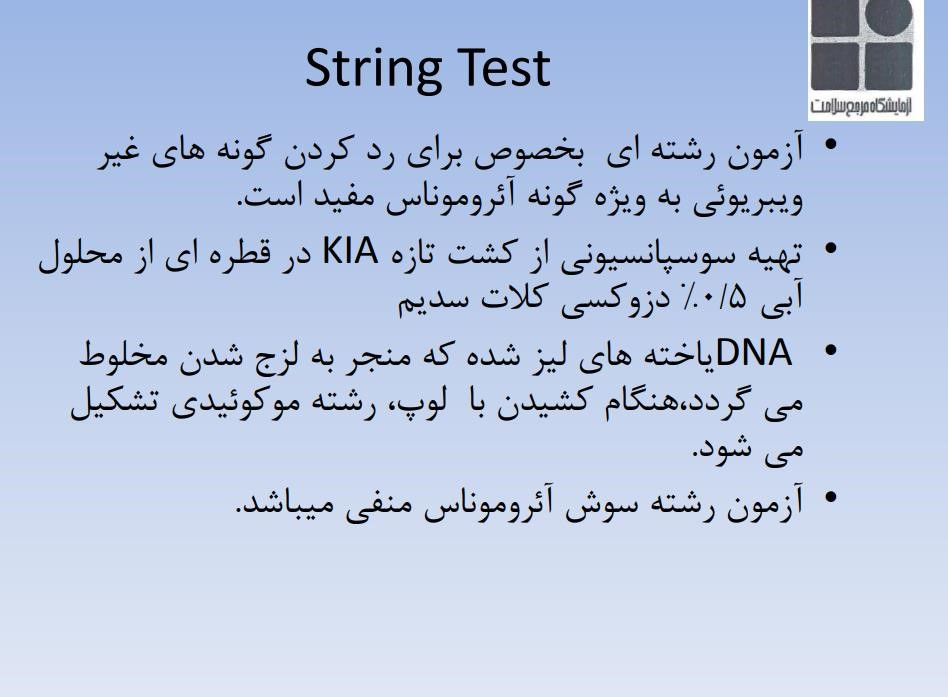 String Test
آزمایشگاه مرجع سلامت
• آزمون رشته ای بخصوص برای رد کردن گونه های غیر
ویبریوئی به ویژه گونه آئروموناس مفید است.
• تهیه سوسپانسیونی از کشت تازه KIA در قطره ای از محلول
آبی ۰/۵٪ دزوکسی کلات سدیم
• DNAیاخته های لیز شده که منجر به لزج شدن مخلوط
می گردد،هنگام کشیدن با لوپ، رشته موکوئیدی تشکیل
می شود.
• آزمون رشته سوش آئروموناس منفی میباشد.